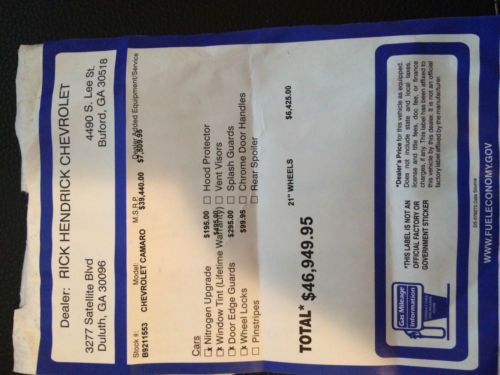 Dealer: RICK HENDRICK CHEVROLET
3277 Satellite Blvd
Duluth, GA 30096
4490 S. Lee St.
Buford, GA 30518
Stock #: Model: M.S.R.P. Dealer Added Equipment/Service
B9211553 CHEVROLET CAMARO $39,440.00 $7,509.95
Cars
Nitrogen Upgrade $195.00
Window Tint (Lifetime Warranty) $495.00
Door Edge Guards $295.00
Wheel Locks $99.95
Pinstripes
Hood Protector
Vent Visors
Splash Guards
Chrome Door Handles
Rear Spoiler
21" WHEELS $6,425.00
TOTAL* $46,949.95
Gas Mileage
Information
*THIS LABEL IS NOT AN
OFFICIAL FACTORY OR
GOVERNMENT STICKER
*Dealer's Price for this vehicle as equipped.
Does not include state and local taxes,
license and title fees, doc fee, or finance
charges, if any. This label has been affixed to
this vehicle by this dealer. It is not an official
factory label affixed by manufacturer.
WWW.FUELECONOMY.GOV